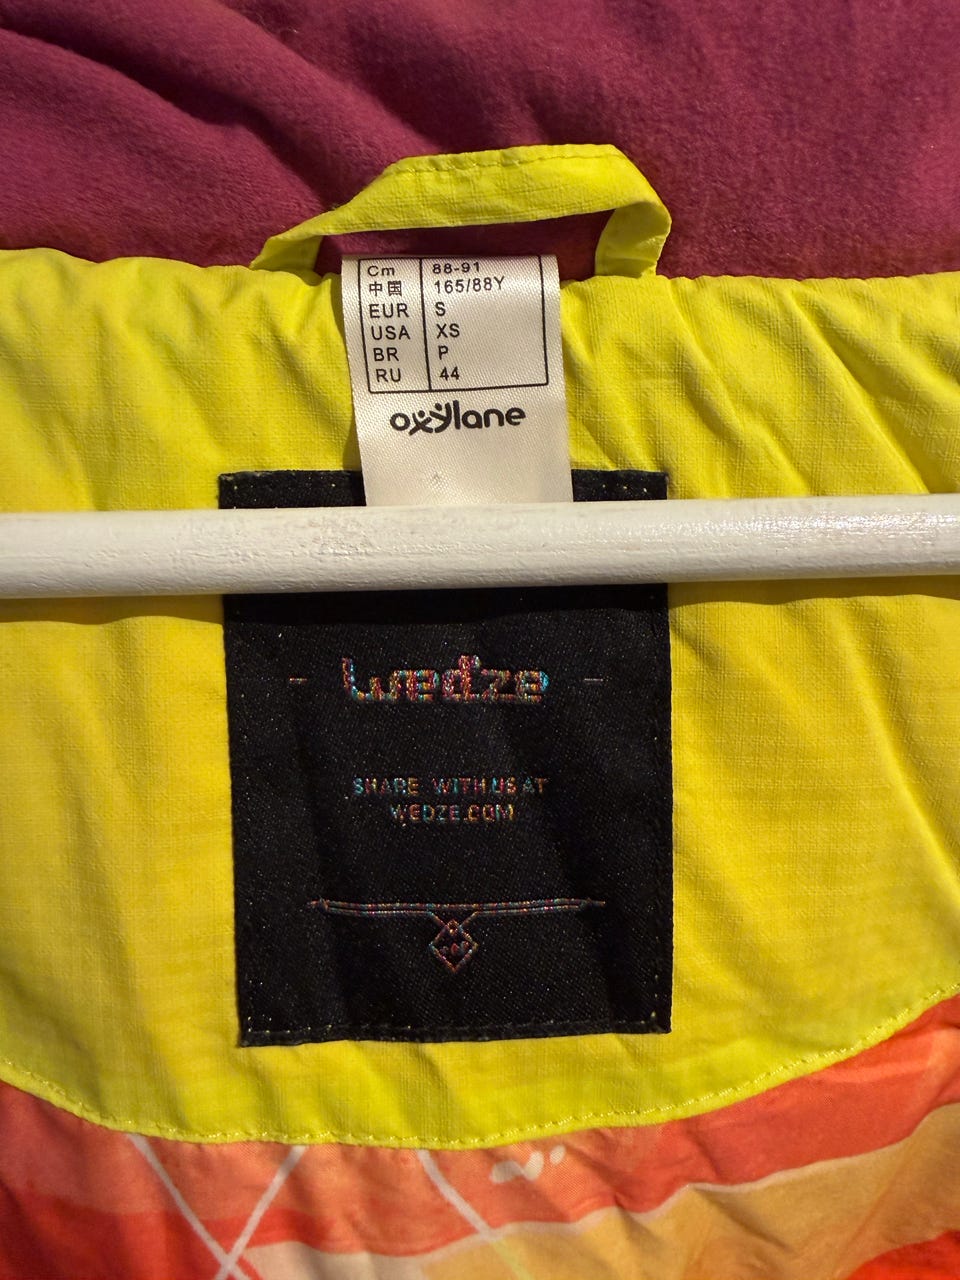 Cm 88-91
中国 165/88Y
EUR S
USA XS
BR P
RU 44
oxylane
wedze
SHARE WITH US AT
WEDZE.COM